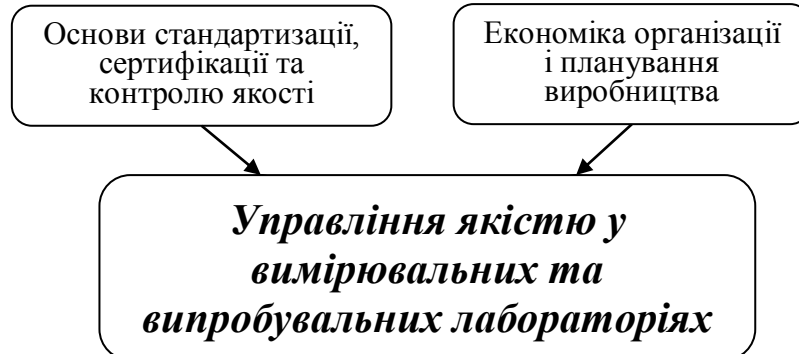 Основи стандартизації,
сертифікації та
контролю якості
Економіка організації
і планування
виробництва
Управління якістю у
вимірювальних та
випробувальних лабораторіях